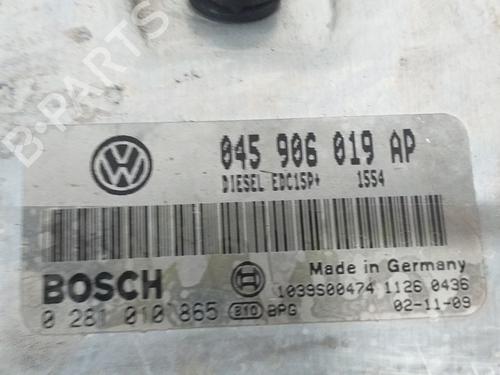 B-PARTS
045 906 019 AP
DIESEL EDC15P+ 1554
BOSCH
Made in Germany
0 281 010 865 810 BPG
1039S00474 1126 0436
02-11-09